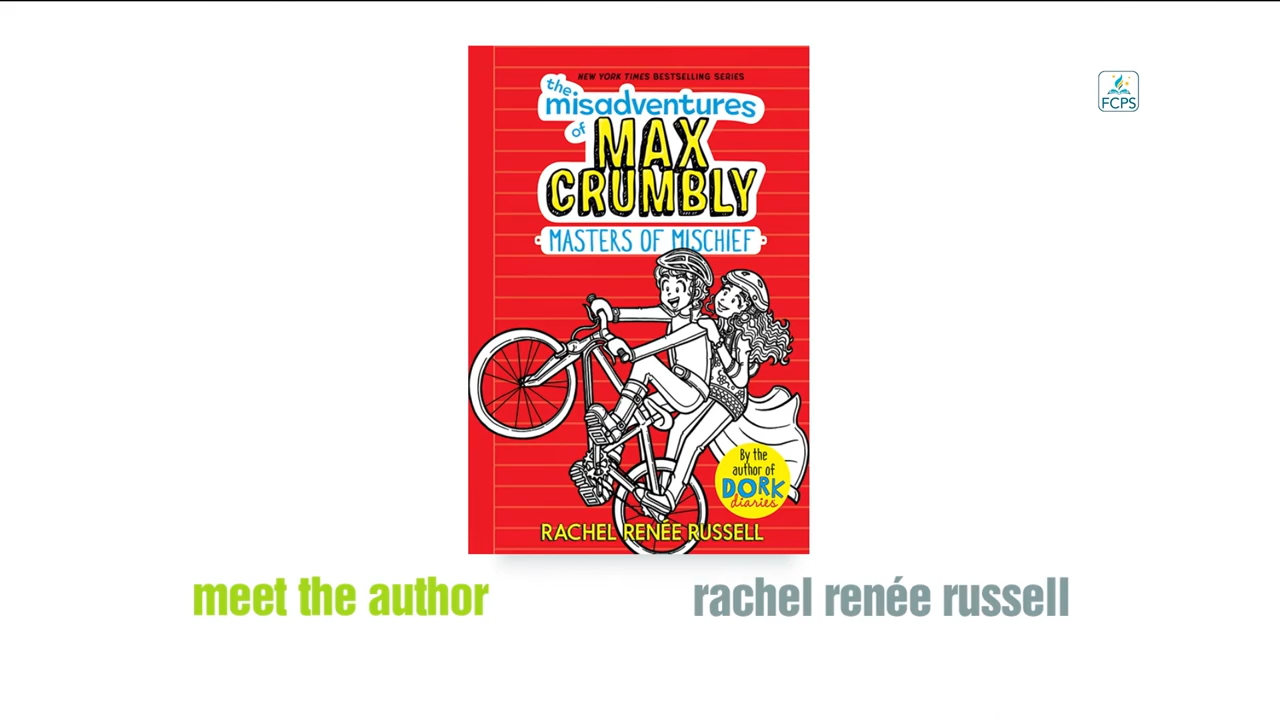 NEW YORK TIMES BESTSELLING SERIES
the
misadventures
of
MAX
CRUMBLY
MASTERS OF MISCHIEF
FCPS
By the
author of
DORK
diaries
RACHEL RENÉE RUSSELL
meet the author
rachel renée russell